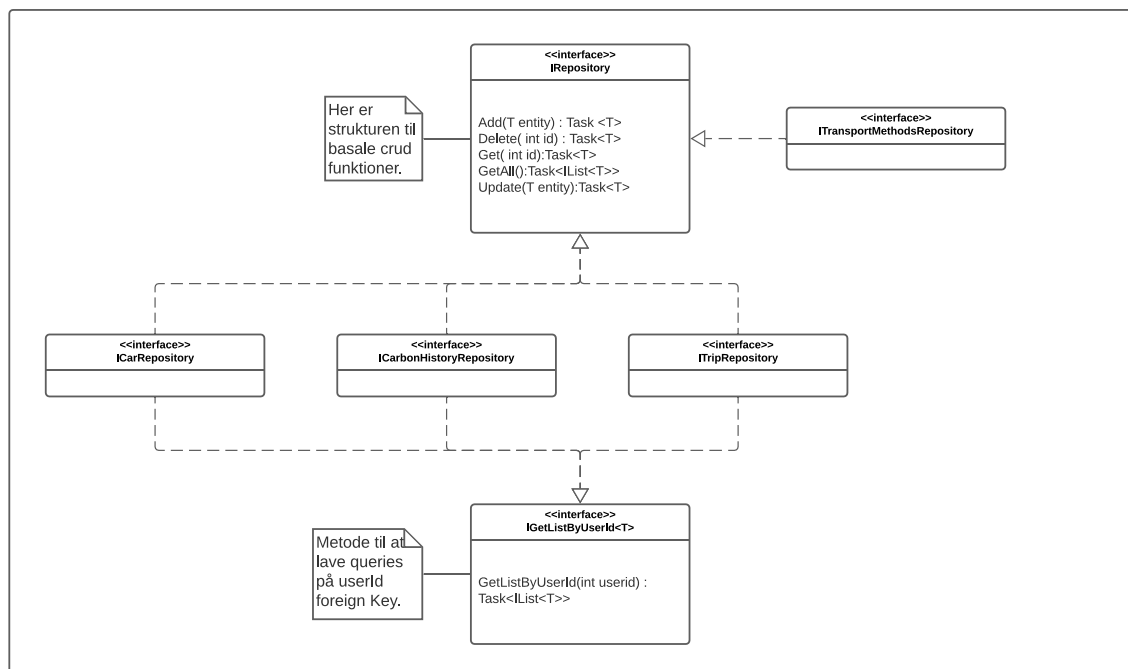 <<interface>>
IRepository
Her er
strukturen til
basale crud
funktioner.
Add(T entity) : Task <T>
Delete( int id) : Task<T>
Get( int id):Task<T>
GetAll():Task<IList<T>>
Update(T entity):Task<T>
<<interface>>
ITransportMethodsRepository
<<interface>>
ICarRepository
<<interface>>
ICarbonHistoryRepository
<<interface>>
ITripRepository
<<interface>>
IGetListByUserId<T>
Metode til at
lave queries
på userId
foreign Key.
GetListByUserId(int userid) :
Task<IList<T>>